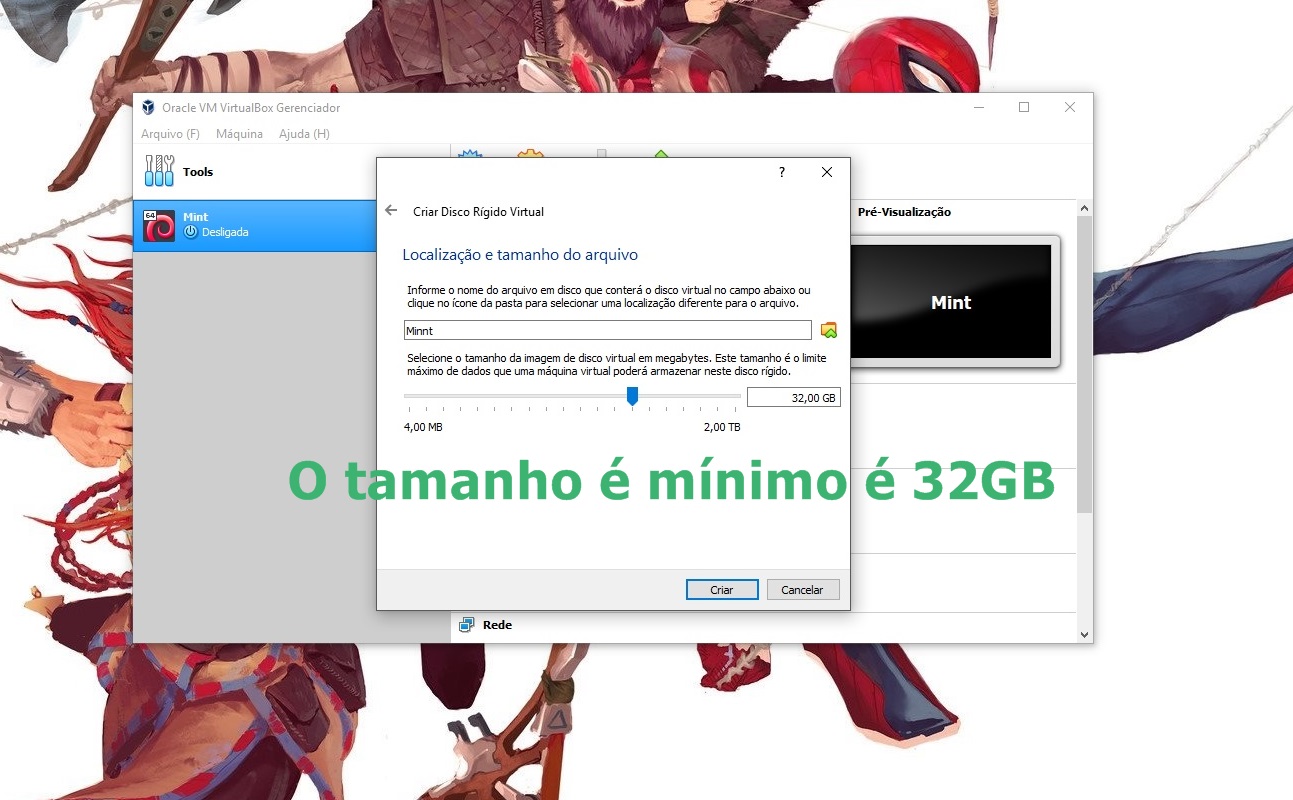 Oracle VM VirtualBox Gerenciador
Arquivo (F) Máquina Ajuda (H)
Tools
64
Mint
Desligada
?
Criar Disco Rígido Virtual
Localização e tamanho do arquivo
Informe o nome do arquivo em disco que conterá o disco virtual no campo abaixo ou
clique no ícone da pasta para selecionar uma localização diferente para o arquivo.
Minnt
Selecione o tamanho da imagem de disco virtual em megabytes. Este tamanho é o limite
máximo de dados que uma máquina virtual poderá armazenar neste disco rígido.
32,00 GB
4,00 MB 2,00 TB
O tamanho é mínimo é 32GB
Criar Cancelar
Pré-Visualização
Mint
Rede